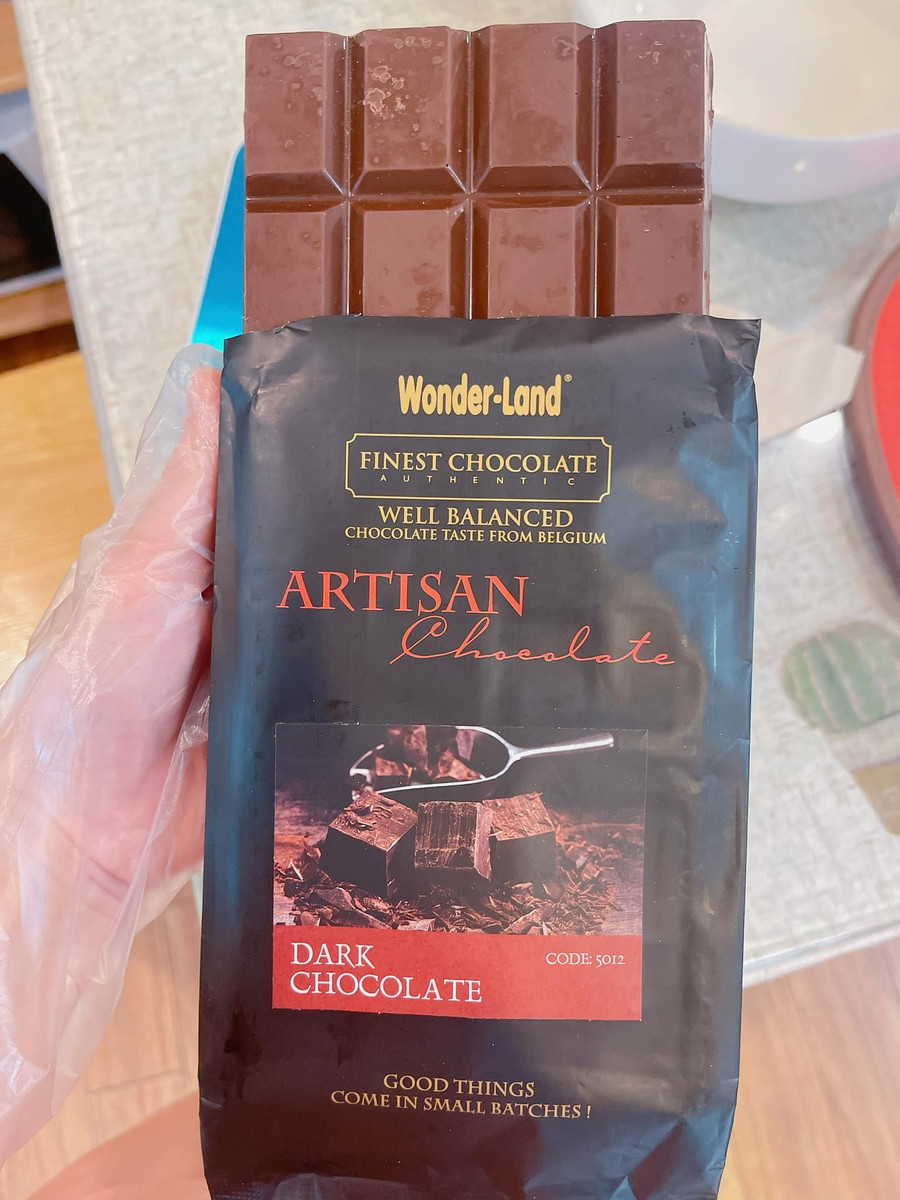 Wonder•Land®
FINEST CHOCOLATE
AUTHENTIC
WELL BALANCED
CHOCOLATE TASTE FROM BELGIUM
ARTISAN
Chocolate
DARK
CHOCOLATE
CODE: 5012
GOOD THINGS
COME IN SMALL BATCHES !